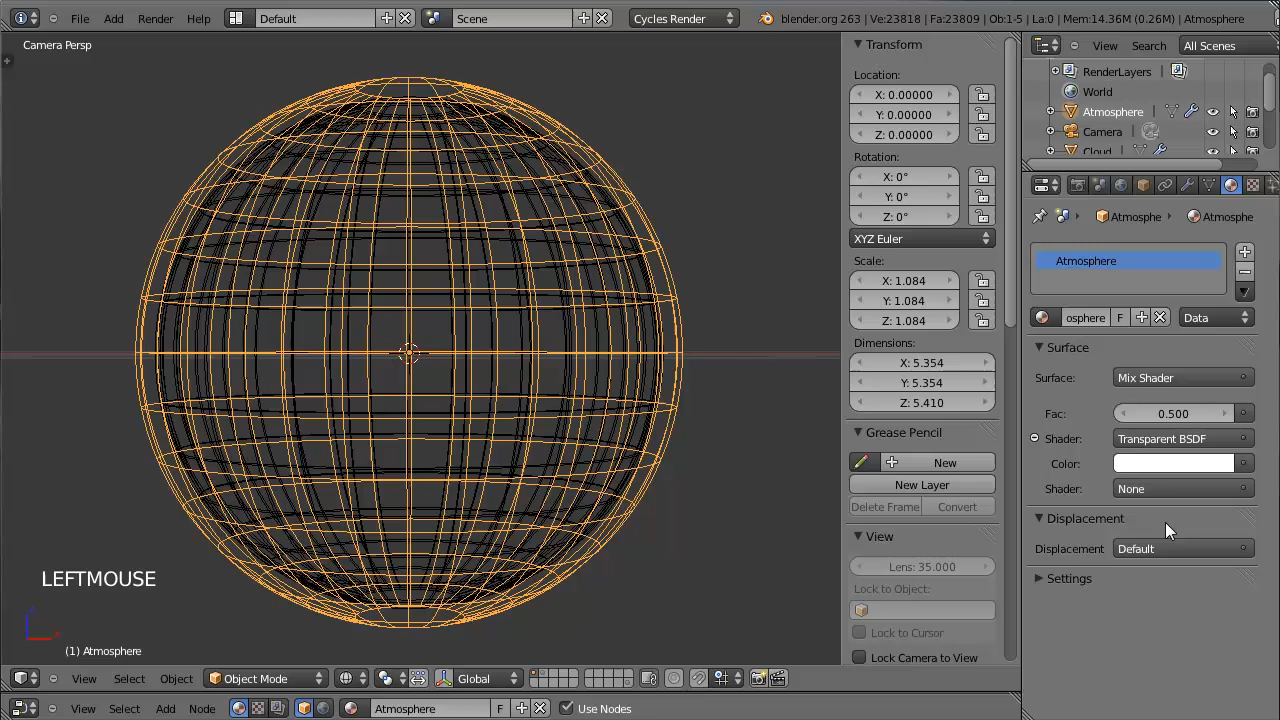 File Add Render Help Default Scene Cycles Render blender.org 263 | Ve:23818 | Fa:23809 | Ob:1-5 | La:0 | Mem:14.36M (0.26M) | Atmosphere
Camera Persp
LEFTMOUSE
(1) Atmosphere
View Select Object Object Mode Global
View Select Add Node Atmosphere F Use Nodes
Transform
Location:
X: 0.00000
Y: 0.00000
Z: 0.00000
Rotation:
X: 0°
Y: 0°
Z: 0°
XYZ Euler
Scale:
X: 1.084
Y: 1.084
Z: 1.084
Dimensions:
X: 5.354
Y: 5.354
Z: 5.410
Grease Pencil
New
New Layer
Delete Frame Convert
View
Lens: 35.000
Lock to Object:
Lock to Cursor
Lock Camera to View
View Search All Scenes
RenderLayers
World
Atmosphere
Camera
Cloud
Atmosphe Atmosphe
Atmosphere
osphere F Data
Surface
Surface: Mix Shader
Fac: 0.500
Shader: Transparent BSDF
Color:
Shader: None
Displacement
Displacement Default
Settings